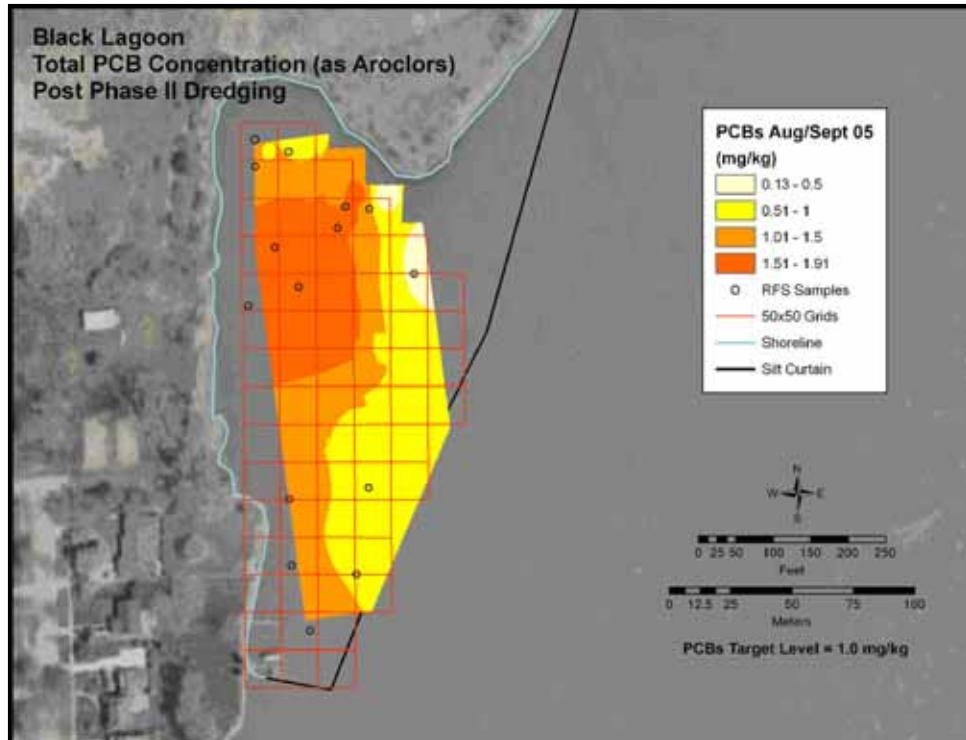 Black Lagoon
Total PCB Concentration (as Aroclors)
Post Phase II Dredging
PCBs Aug/Sept 05
(mg/kg)
0.13 - 0.5
0.51 - 1
1.01 - 1.5
1.51 - 1.91
RFS Samples
50x50 Grids
Shoreline
Silt Curtain
N
W E
S
0 25 50 100 150 200 250
Feet
0 12.5 25 50 75 100
Meters
PCBs Target Level = 1.0 mg/kg